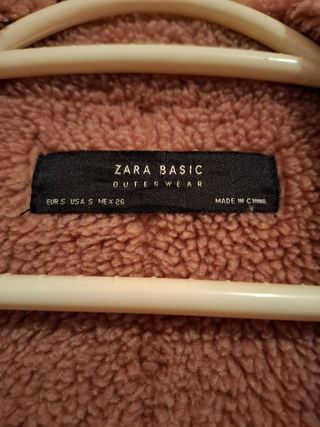 ZARA BASIC
OUTERWEAR
EUR S USA S MEX 26 MADE IN CHINA